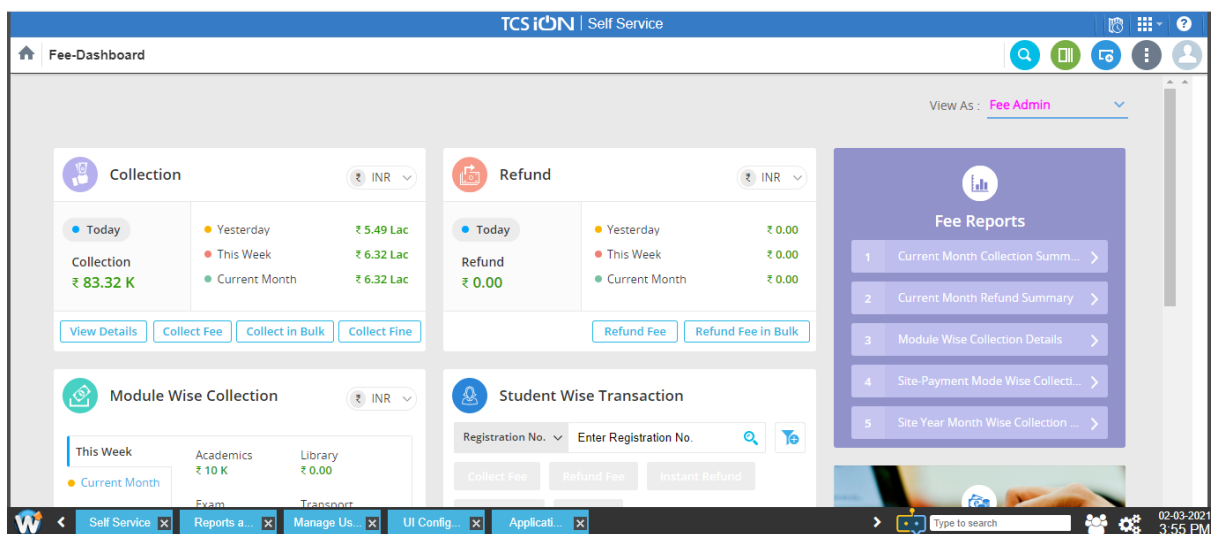 TCS iON | Self Service
Fee-Dashboard
View As : Fee Admin
Collection
₹ INR
Today
Collection
₹ 83.32 K
Yesterday ₹ 5.49 Lac
This Week ₹ 6.32 Lac
Current Month ₹ 6.32 Lac
View Details Collect Fee Collect in Bulk Collect Fine
Refund
₹ INR
Today
Refund
₹ 0.00
Yesterday ₹ 0.00
This Week ₹ 0.00
Current Month ₹ 0.00
Refund Fee Refund Fee in Bulk
Fee Reports
1 Current Month Collection Summ...
2 Current Month Refund Summary
3 Module Wise Collection Details
4 Site-Payment Mode Wise Collecti...
5 Site Year Month Wise Collection ...
Module Wise Collection
₹ INR
This Week
Current Month
Academics Library
₹ 10 K ₹ 0.00
Exam Transport
Student Wise Transaction
Registration No. Enter Registration No.
Collect Fee Refund Fee Instant Refund
W Self Service Reports a... Manage Us... UI Config... Applicati... Type to search
02-03-2021
3:55 PM